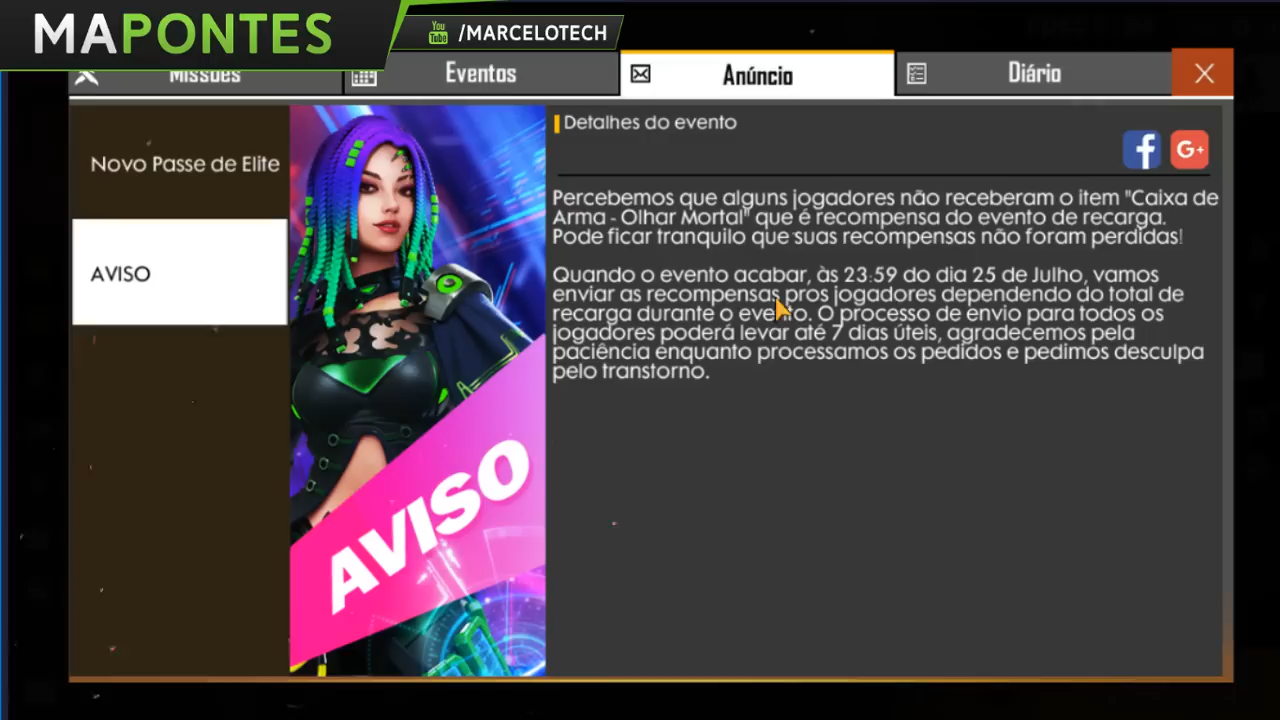 MAPONTES
You Tube /MARCELOTECH
Missões
Eventos
Anúncio
Diário
Novo Passe de Elite
AVISO
AVISO
Detalhes do evento
f
G+
Percebemos que alguns jogadores não receberam o item "Caixa de
Arma - Olhar Mortal" que é recompensa do evento de recarga.
Pode ficar tranquilo que suas recompensas não foram perdidas!
Quando o evento acabar, às 23:59 do dia 25 de Julho, vamos
enviar as recompensas pros jogadores dependendo do total de
recarga durante o evento. O processo de envio para todos os
jogadores poderá levar até 7 dias úteis, agradecemos pela
paciência enquanto processamos os pedidos e pedimos desculpa
pelo transtorno.